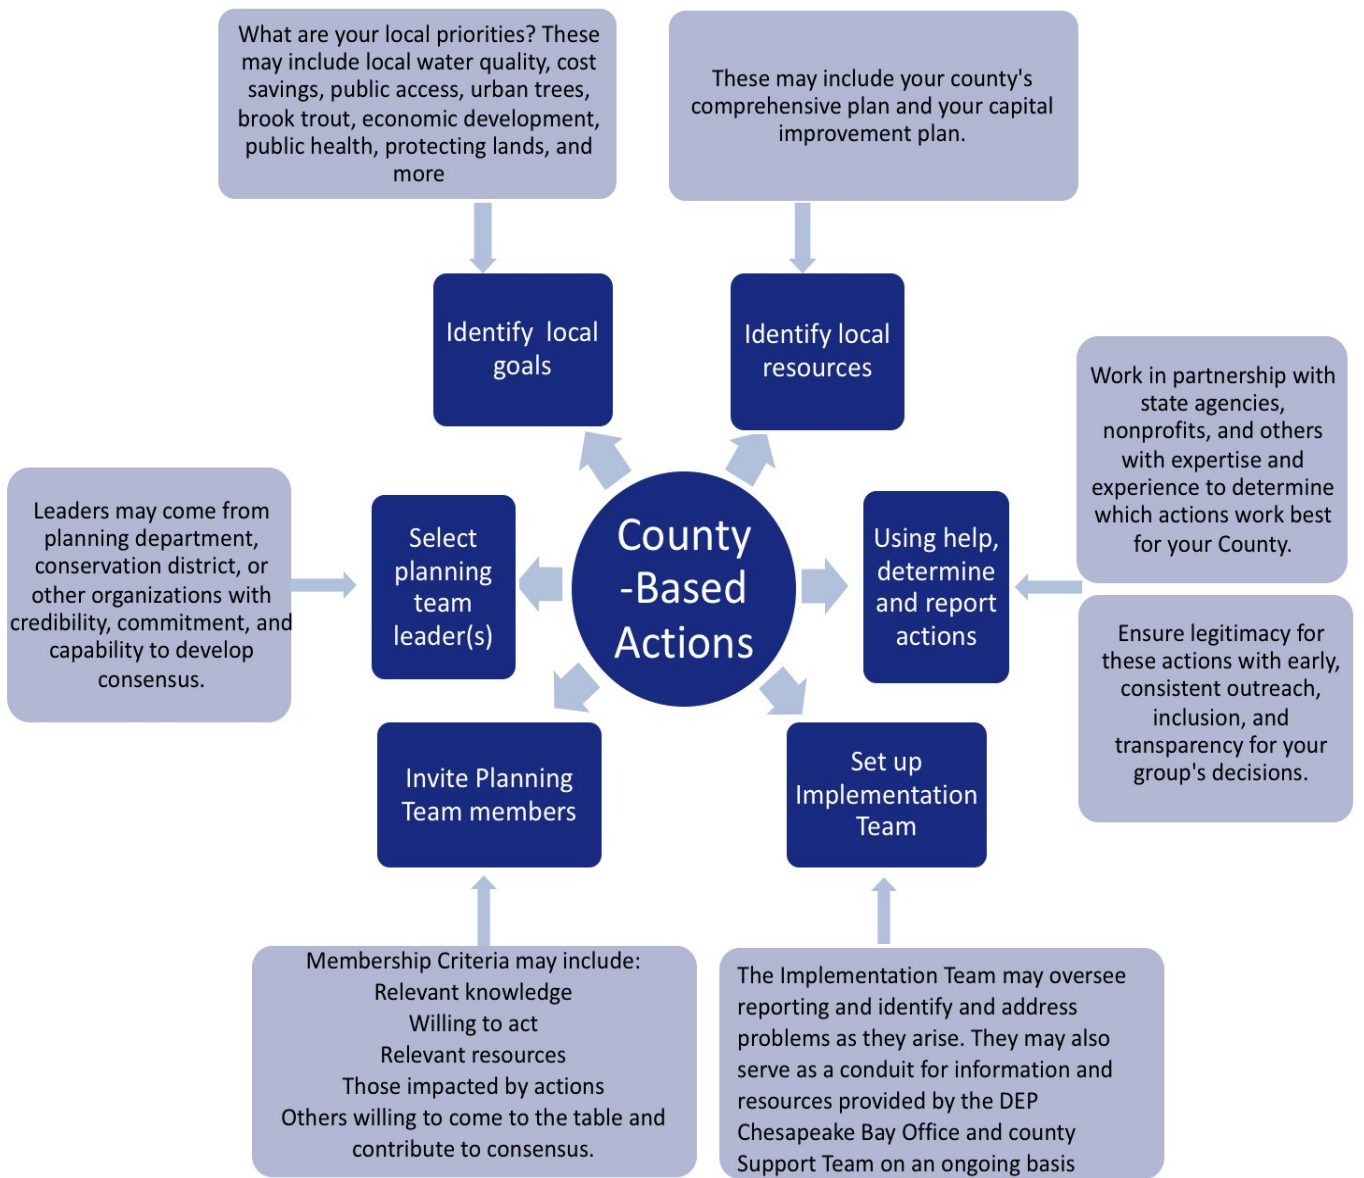 What are your local priorities? These
may include local water quality, cost
savings, public access, urban trees,
brook trout, economic development,
public health, protecting lands, and
more
These may include your county's
comprehensive plan and your capital
improvement plan.
Identify local
goals
Identify local
resources
Work in partnership with
state agencies,
nonprofits, and others
with expertise and
experience to determine
which actions work best
for your County.
Leaders may come from
planning department,
conservation district, or
other organizations with
credibility, commitment, and
capability to develop
consensus.
Select
planning
team
leader(s)
County
-Based
Actions
Using help,
determine
and report
actions
Ensure legitimacy for
these actions with early,
consistent outreach,
inclusion, and
transparency for your
group's decisions.
Invite Planning
Team members
Set up
Implementation
Team
Membership Criteria may include:
Relevant knowledge
Willing to act
Relevant resources
Those impacted by actions
Others willing to come to the table and
contribute to consensus.
The Implementation Team may oversee
reporting and identify and address
problems as they arise. They may also
serve as a conduit for information and
resources provided by the DEP
Chesapeake Bay Office and county
Support Team on an ongoing basis